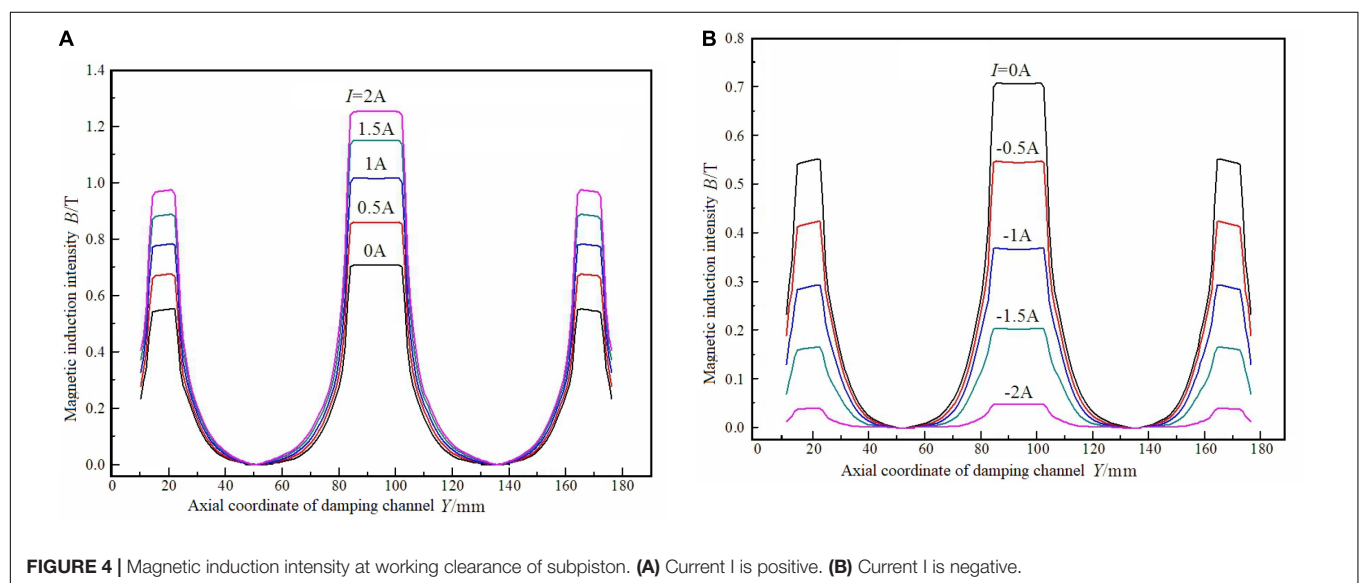 A
1.4
1.2
1.0
0.8
0.6
0.4
0.2
0.0
Magnetic induction intensity B/T
I=2A
1.5A
1A
0.5A
0A
0 20 40 60 80 100 120 140 160 180
Axial coordinate of damping channel Y/mm
B
0.8
0.7
0.6
0.5
0.4
0.3
0.2
0.1
0.0
Magnetic induction intensity B/T
I=0A
-0.5A
-1A
-1.5A
-2A
0 20 40 60 80 100 120 140 160 180
Axial coordinate of damping channel Y/mm
FIGURE 4 | Magnetic induction intensity at working clearance of subpiston. (A) Current I is positive. (B) Current I is negative.